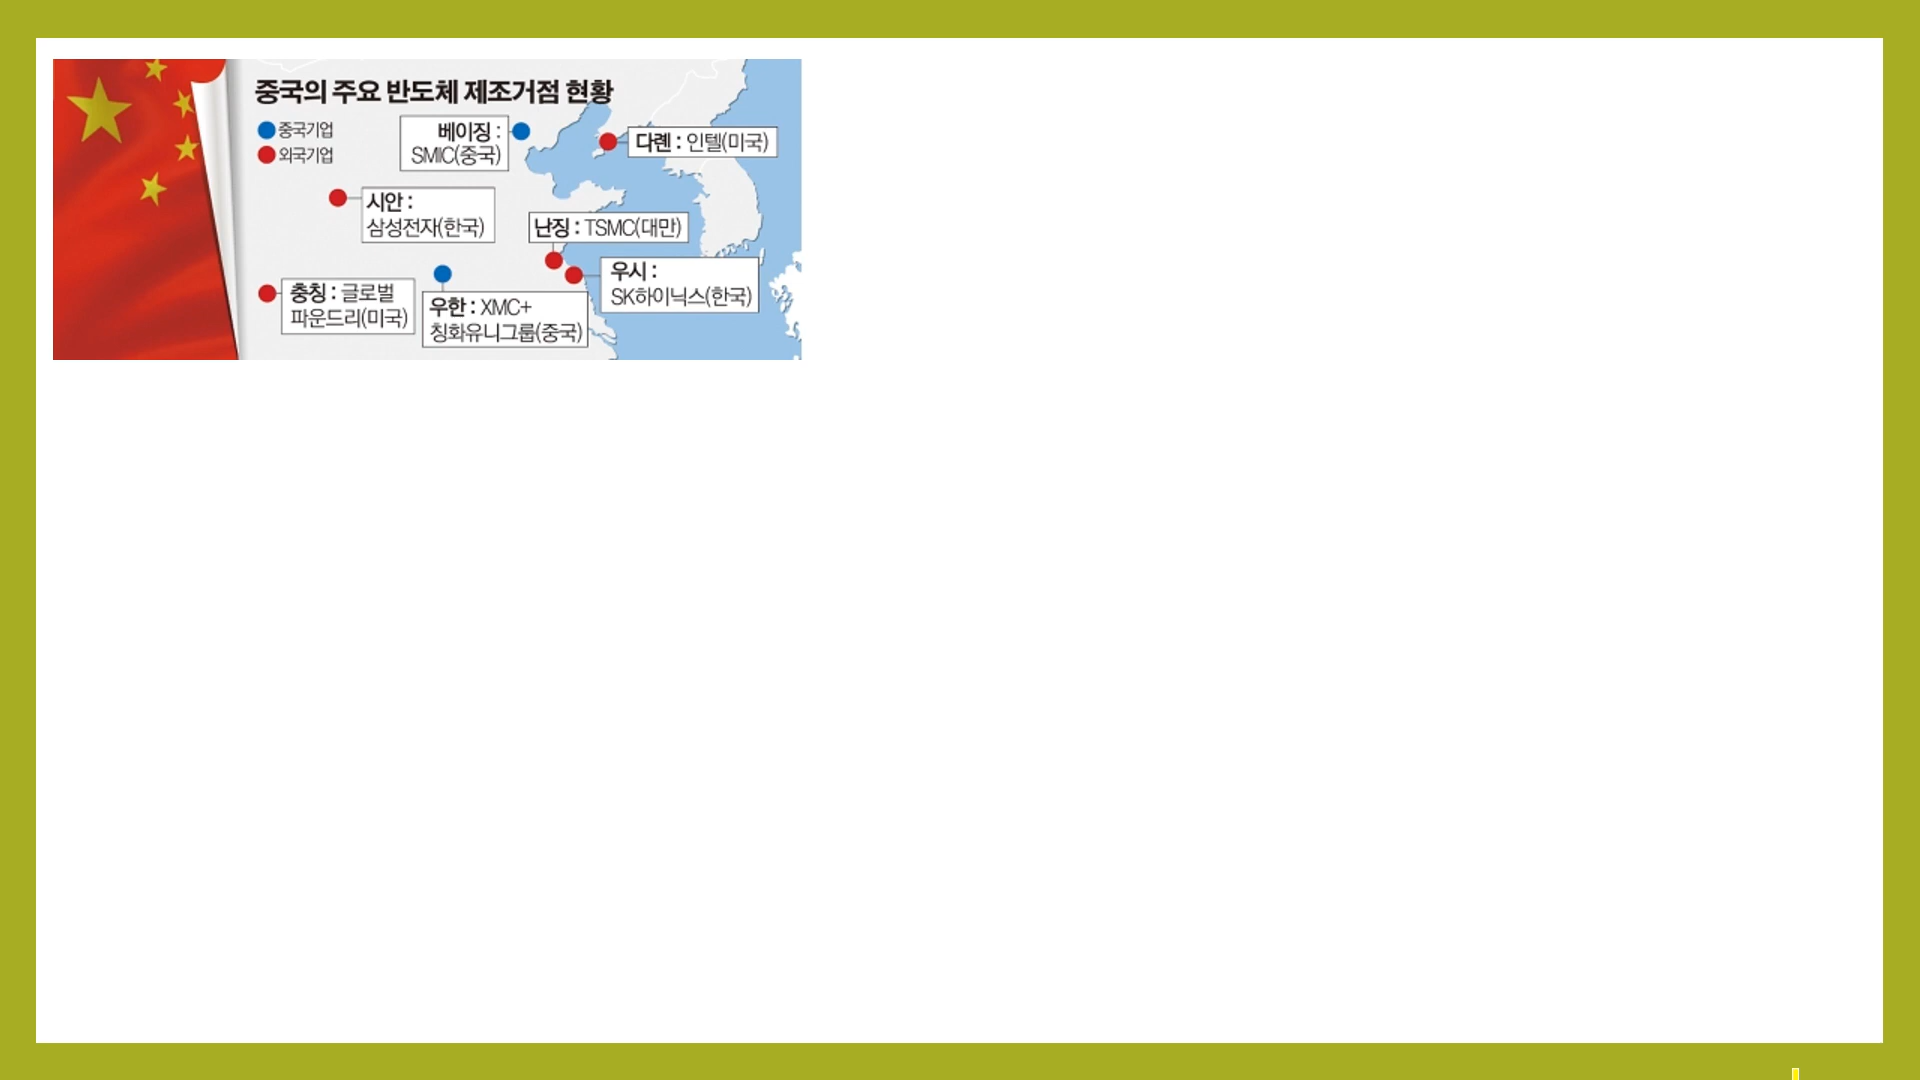 중국의 주요 반도체 제조거점 현황
중국기업
외국기업
베이징 :
SMIC(중국)
다롄 : 인텔(미국)
시안 :
삼성전자(한국)
난징 : TSMC(대만)
우시 :
SK하이닉스(한국)
충칭 : 글로벌
파운드리(미국)
우한 : XMC+
칭화유니그룹(중국)